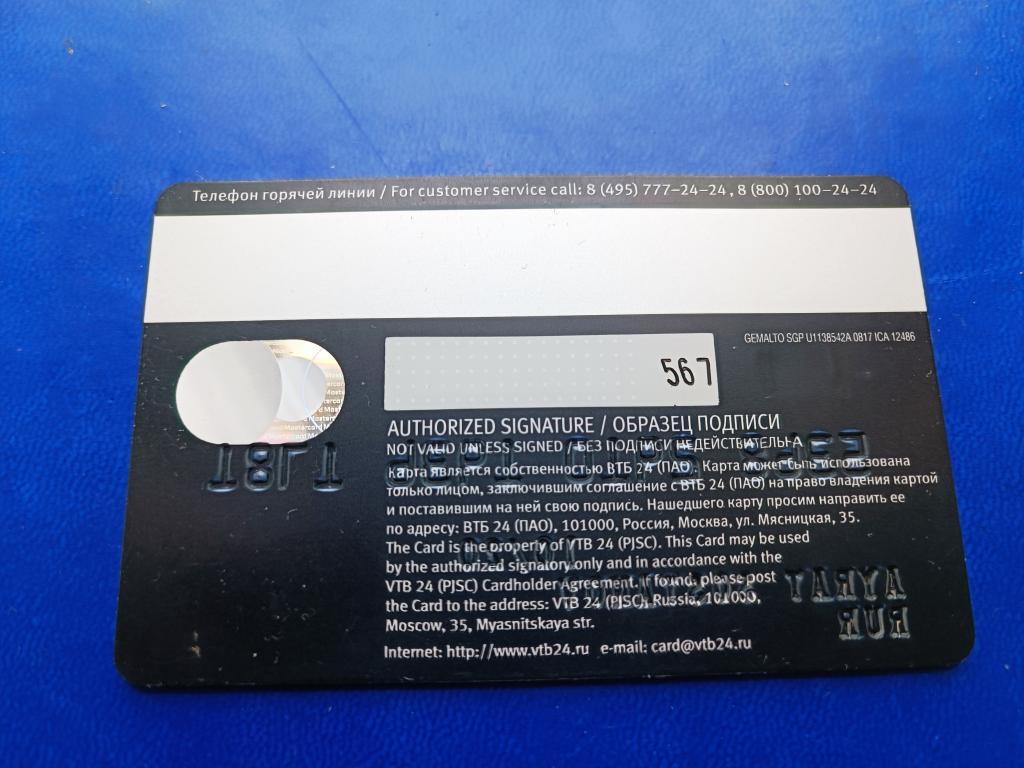 Телефон горячей линии / For customer service call: 8 (495) 777–24–24, 8 (800) 100–24–24
GEMALTO SGP U1138542A 0817 ICA 12486
567
AUTHORIZED SIGNATURE / ОБРАЗЕЦ ПОДПИСИ
NOT VALID UNLESS SIGNED / БЕЗ ПОДПИСИ НЕДЕЙСТВИТЕЛЬНА
Карта является собственностью ВТБ 24 (ПАО). Карта может быть использована
только лицом, заключившим соглашение с ВТБ 24 (ПАО) на право владения картой
и поставившим на ней свою подпись. Нашедшего карту просим направить ее
по адресу: ВТБ 24 (ПАО), 101000, Россия, Москва, ул. Мясницкая, 35.
The Card is the property of VTB 24 (PJSC). This Card may be used
by the authorized signatory only and in accordance with the
VTB 24 (PJSC) Cardholder Agreement. If found, please post
the Card to the address: VTB 24 (PJSC), Russia, 101000,
Moscow, 35, Myasnitskaya str.
Internet: http://www.vtb24.ru e-mail: card@vtb24.ru